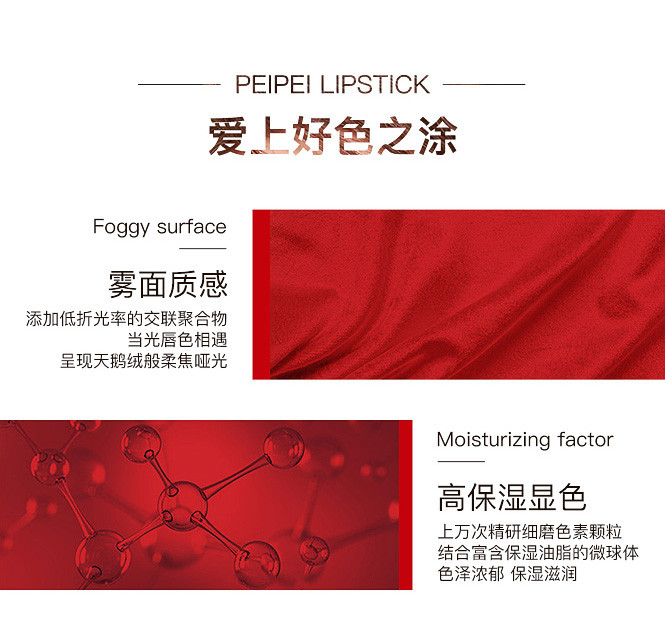 PEIPEI LIPSTICK
爱上好色之涂
Foggy surface
雾面质感
添加低折光率的交联聚合物
当光唇色相遇
呈现天鹅绒般柔焦哑光
Moisturizing factor
高保湿显色
上万次精研细磨色素颗粒
结合富含保湿油脂的微球体
色泽浓郁 保湿滋润